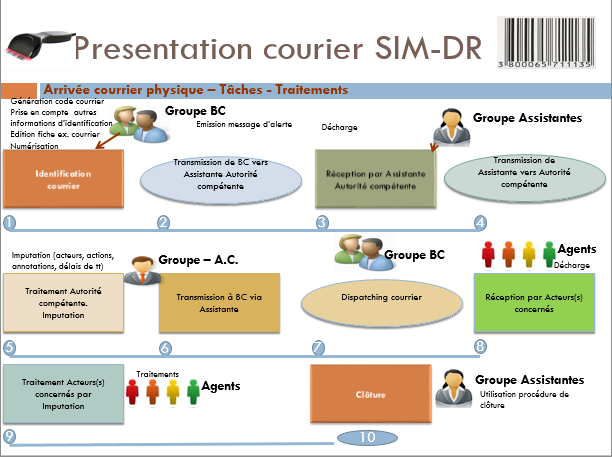 Presentation courier SIM-DR
3 800065 711135
Arrivée courrier physique – Tâches - Traitements
Génération code courrier
Prise en compte autres
informations d'identification
Edition fiche ex. courrier
Numérisation
Groupe BC
Emission message d'alerte
Décharge
Groupe Assistantes
Identification
courrier
Transmission de BC vers
Assistante Autorité
compétente
Réception par Assistante
Autorité compétente
Transmission de
Assistante vers Autorité
compétente
1
2
3
4
Imputation (acteurs, actions,
annotations, délais de tt)
Groupe – A.C.
Groupe BC
Agents
Décharge
Traitement Autorité
compétente.
Imputation
Transmission à BC via
Assistante
Dispatching courrier
Réception par Acteurs(s)
concernés
5
6
7
8
Traitement Acteurs(s)
concernés par
Imputation
Traitements
Agents
Clôture
Groupe Assistantes
Utilisation procédure de
clôture
9
10